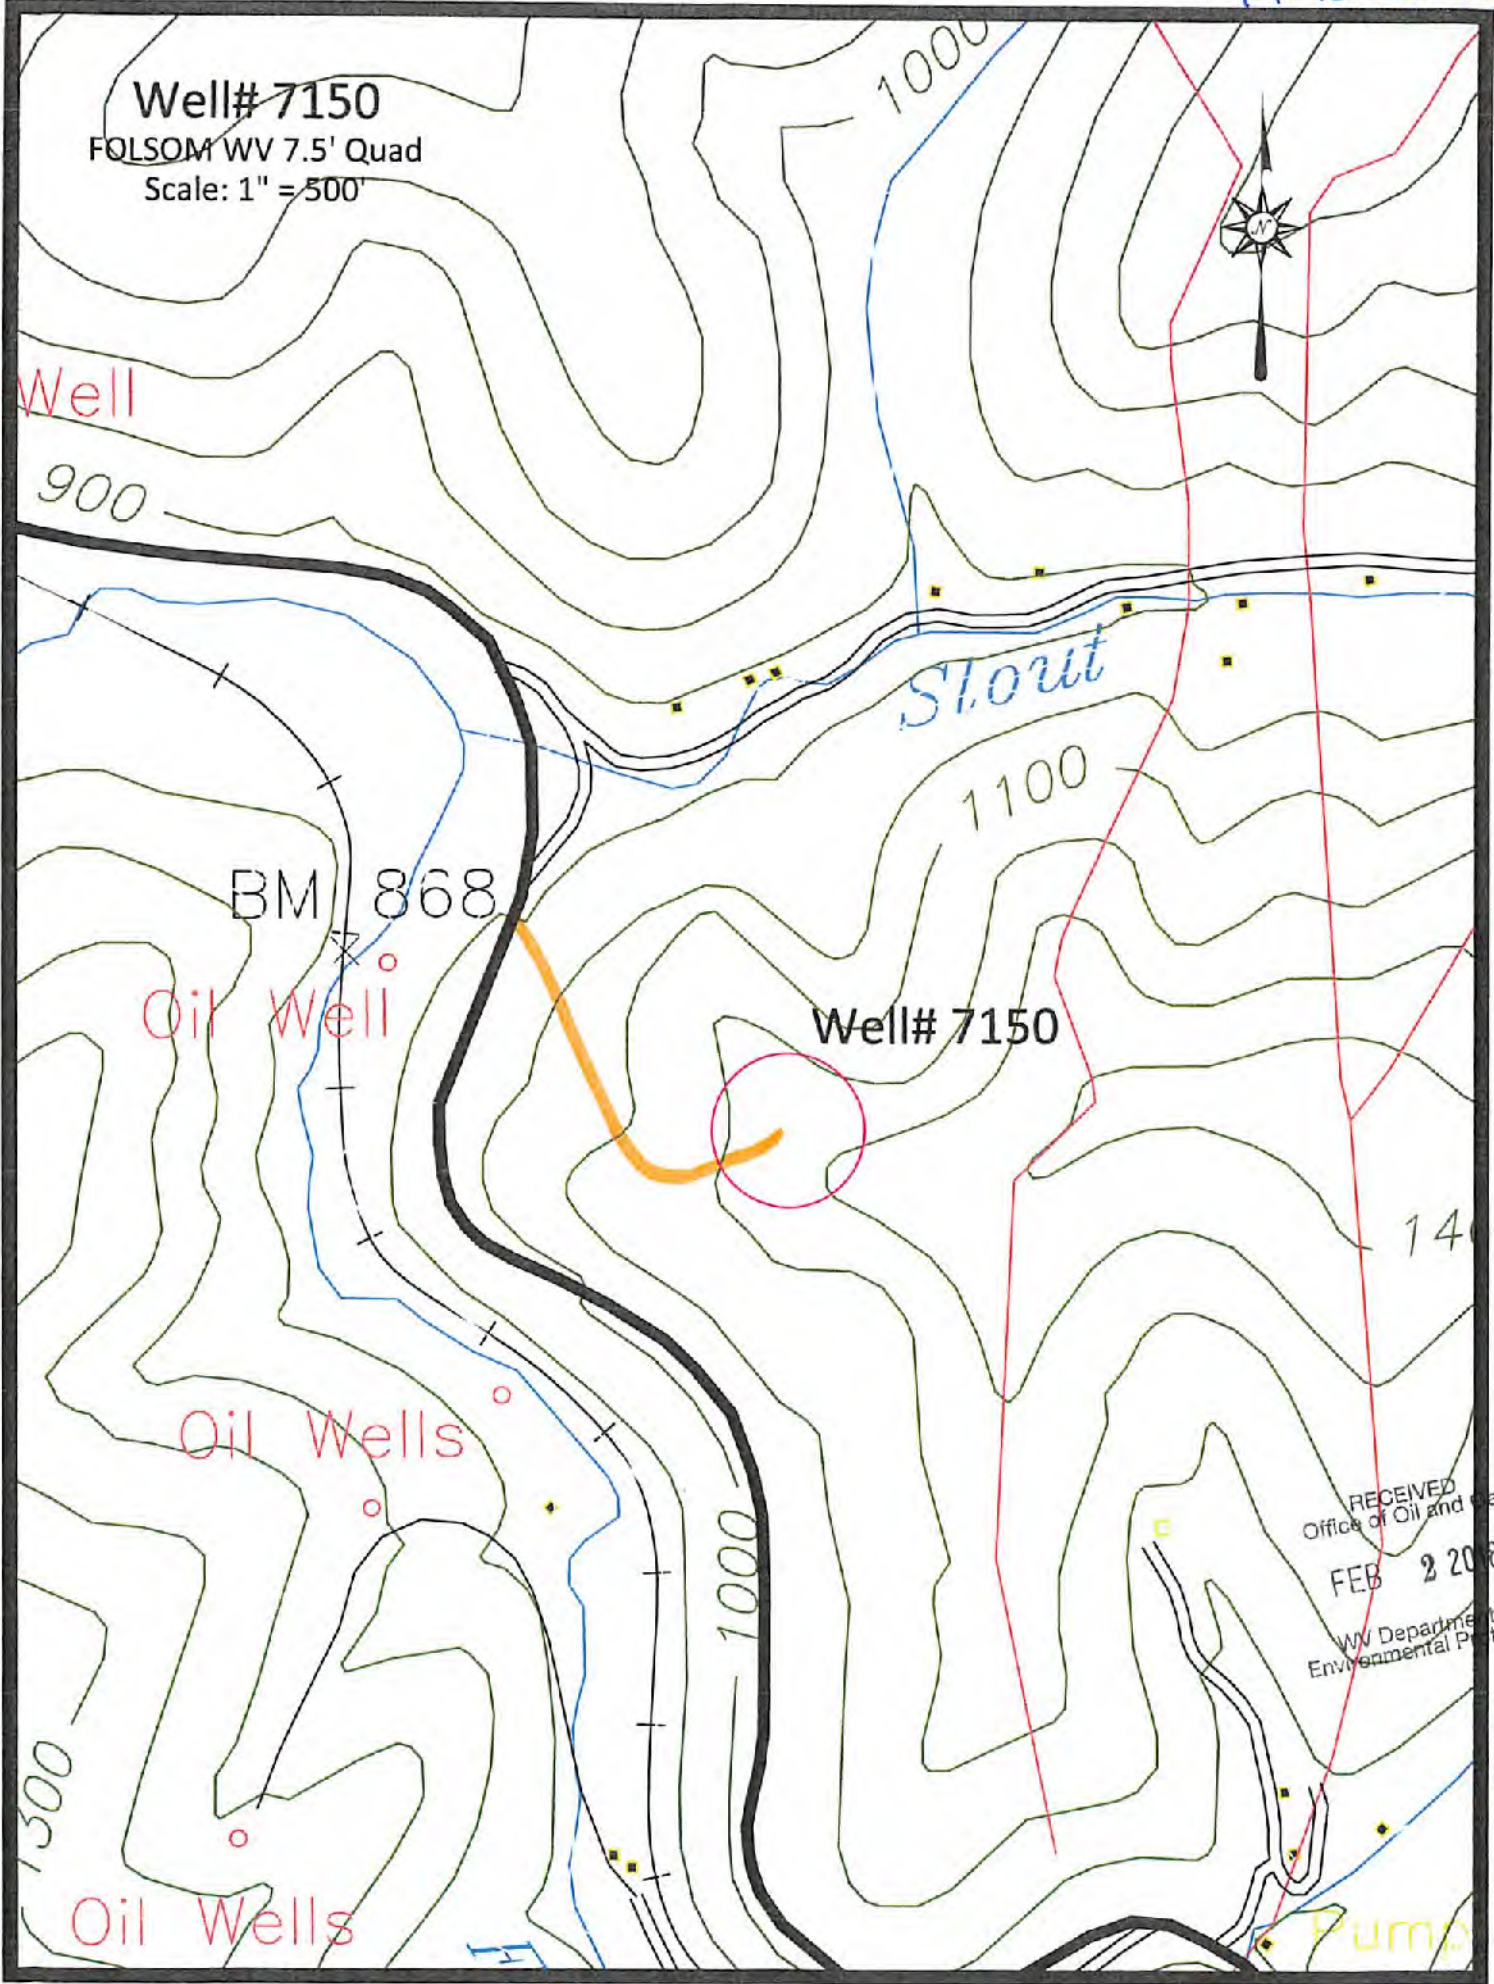 1000
Well# 7150
FOLSOM WV 7.5' Quad
Scale: 1" = 500'
N
Well
900
Slout
1100
BM 868
Oil Well
Well# 7150
Oil Wells
1000
RECEIVED
Office of Oil and
FEB 2
WV
Environmental
1300
Oil Wells
H
Pump